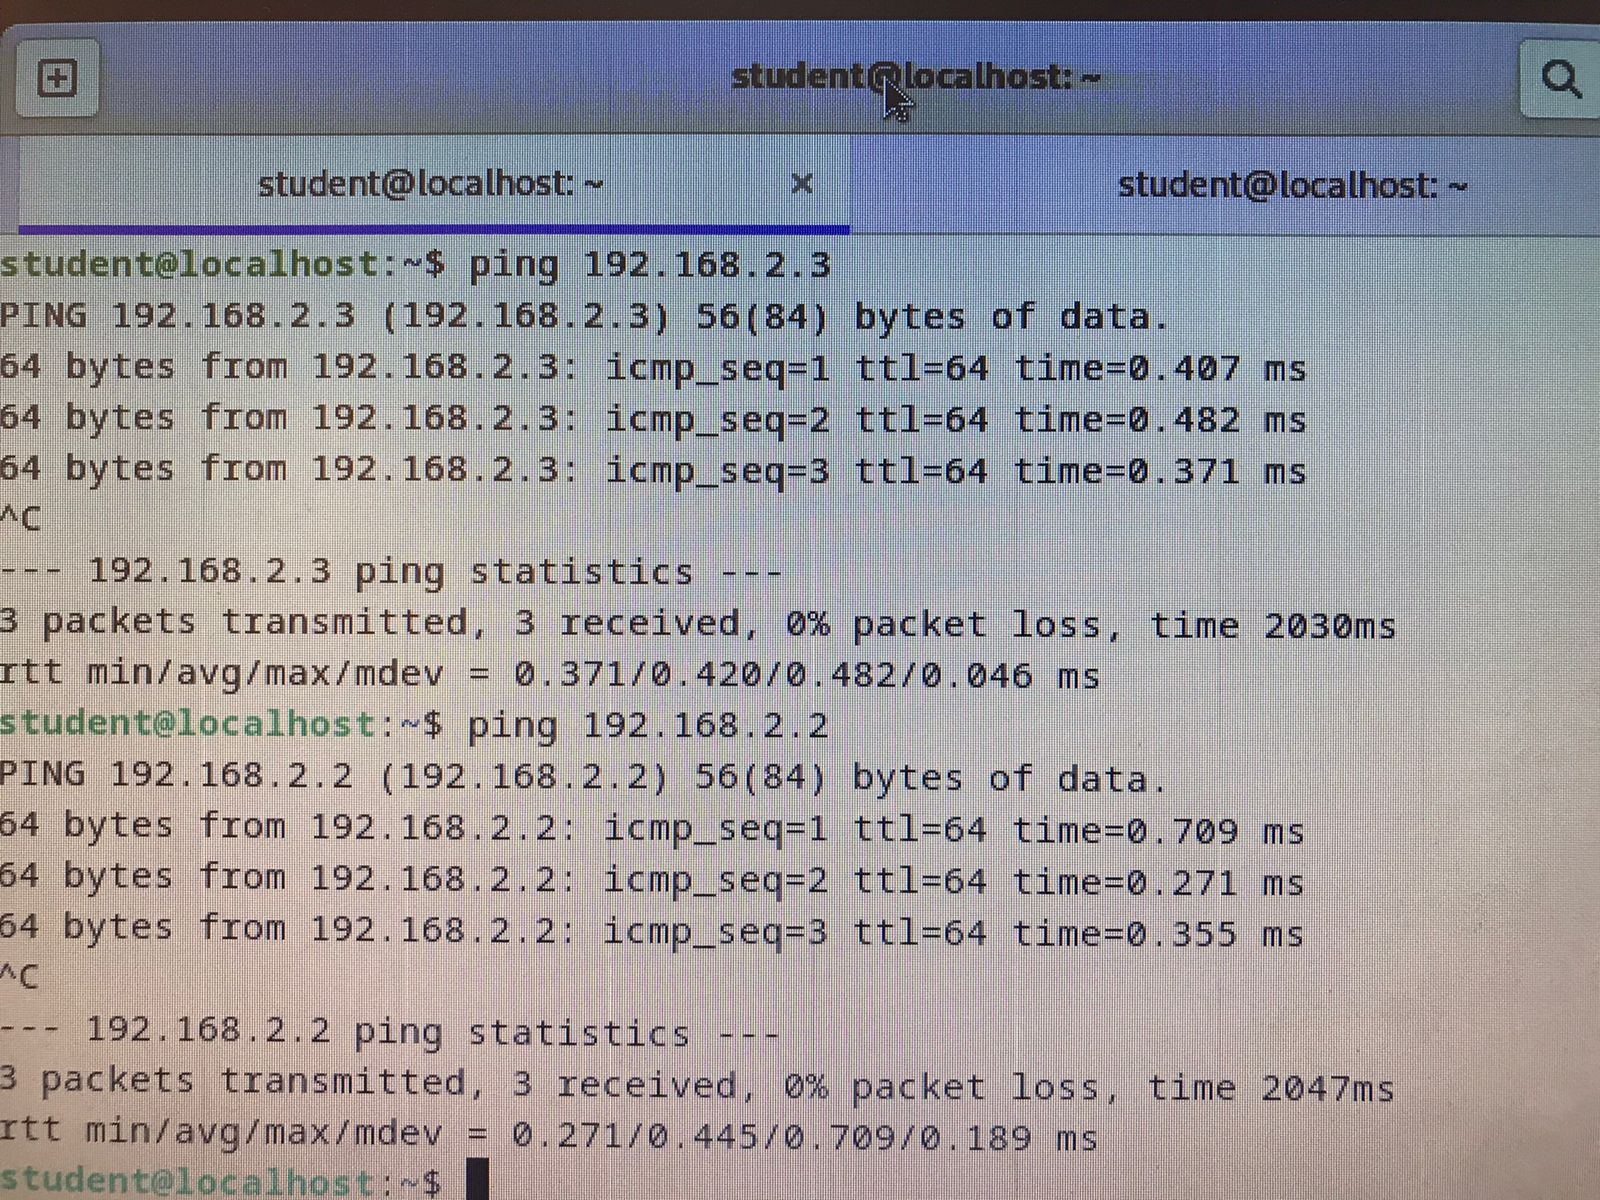 student@localhost: ~
student@localhost: ~ ×
student@localhost: ~
student@localhost:~$ ping 192.168.2.3
PING 192.168.2.3 (192.168.2.3) 56(84) bytes of data.
64 bytes from 192.168.2.3: icmp_seq=1 ttl=64 time=0.407 ms
64 bytes from 192.168.2.3: icmp_seq=2 ttl=64 time=0.482 ms
64 bytes from 192.168.2.3: icmp_seq=3 ttl=64 time=0.371 ms
^C
--- 192.168.2.3 ping statistics ---
3 packets transmitted, 3 received, 0% packet loss, time 2030ms
rtt min/avg/max/mdev = 0.371/0.420/0.482/0.046 ms
student@localhost:~$ ping 192.168.2.2
PING 192.168.2.2 (192.168.2.2) 56(84) bytes of data.
64 bytes from 192.168.2.2: icmp_seq=1 ttl=64 time=0.709 ms
64 bytes from 192.168.2.2: icmp_seq=2 ttl=64 time=0.271 ms
64 bytes from 192.168.2.2: icmp_seq=3 ttl=64 time=0.355 ms
^C
--- 192.168.2.2 ping statistics ---
3 packets transmitted, 3 received, 0% packet loss, time 2047ms
rtt min/avg/max/mdev = 0.271/0.445/0.709/0.189 ms
student@localhost:~$